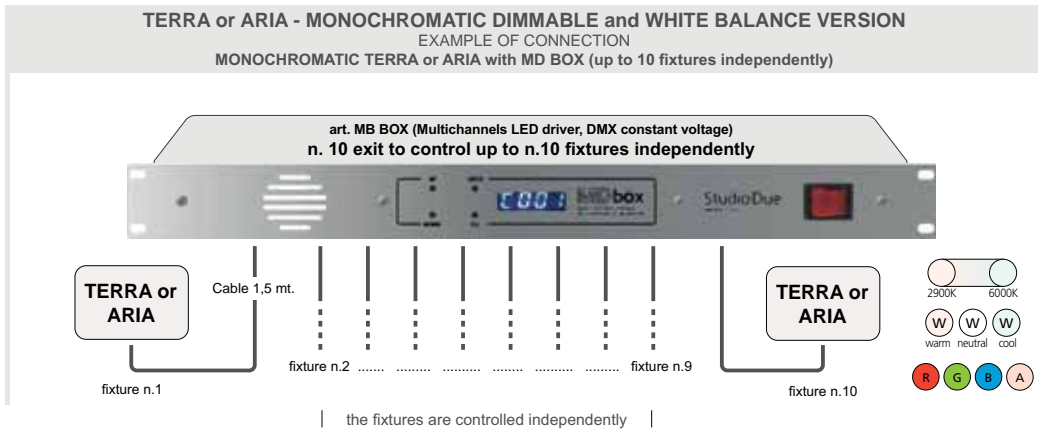 TERRA or ARIA - MONOCHROMATIC DIMMABLE and WHITE BALANCE VERSION
EXAMPLE OF CONNECTION
MONOCHROMATIC TERRA or ARIA with MD BOX (up to 10 fixtures independently)
art. MB BOX (Multichannels LED driver, DMX constant voltage)
n. 10 exit to control up to n.10 fixtures independently
C001
MD box
StudioDue
TERRA or
ARIA
Cable 1,5 mt.
TERRA or
ARIA
2900K 6000K
W W W
warm neutral cool
R G B A
fixture n.1
fixture n.2 ....... ......... .......... ......... ......... ......... fixture n.9
fixture n.10
the fixtures are controlled independently